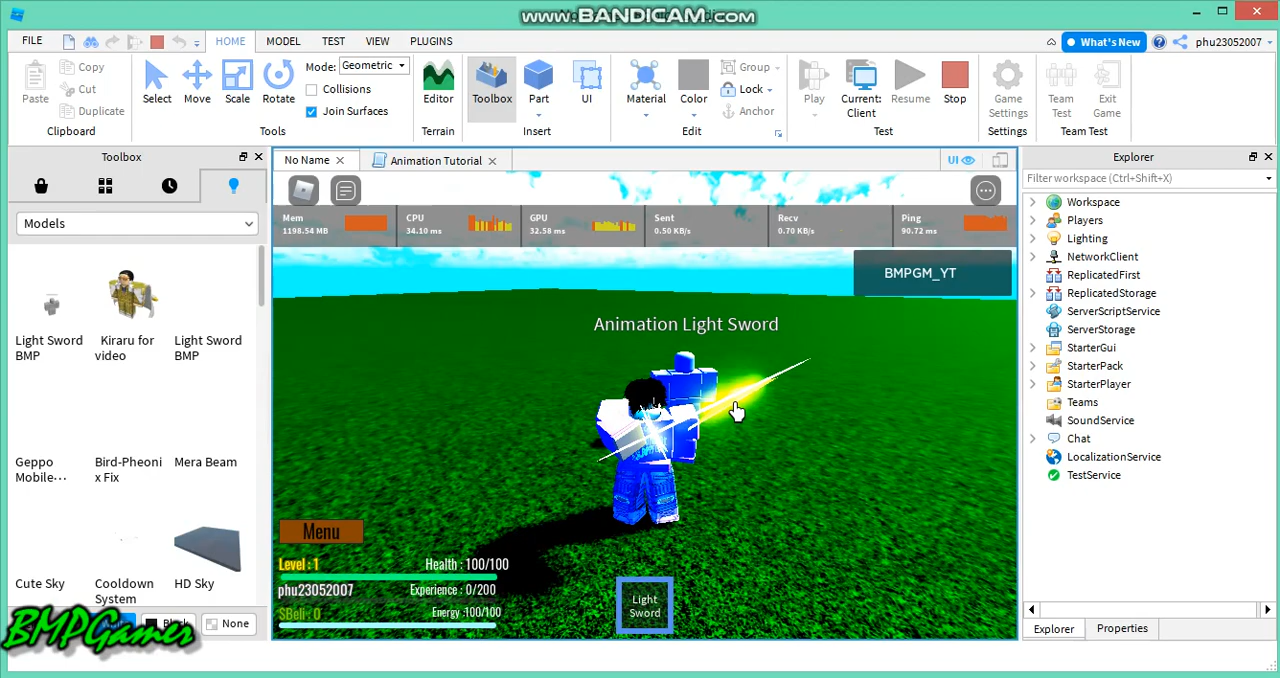 www.BANDICAM.com
FILE HOME MODEL TEST VIEW PLUGINS
What's New
phu23052007
Paste
Copy
Cut
Duplicate
Clipboard
Select Move Scale Rotate
Mode: Geometric
Collisions
Join Surfaces
Tools
Editor
Terrain
Toolbox Part UI
Insert
Material Color
Group
Lock
Anchor
Edit
Play
Current:
Client
Resume Stop
Test
Game
Settings
Settings
Team
Test
Exit
Game
Team Test
Toolbox
Models
Light Sword
BMP
Kiraru for
video
Light Sword
BMP
Geppo
Mobile···
Bird-Pheoni
x Fix
Mera Beam
Cute Sky
Cooldown
System
HD Sky
None
BMPGamer
No Name
Animation Tutorial
UI
Mem
1198.54 MB
CPU
34.10 ms
GPU
32.58 ms
Sent
0.50 KB/s
Recv
0.70 KB/s
Ping
90.72 ms
BMPGM_YT
Animation Light Sword
Menu
Level : 1
Health : 100/100
phu23052007
Experience : 0/200
SBeli : 0
Energy :100/100
Light
Sword
Explorer
Filter workspace (Ctrl+Shift+X)
Workspace
Players
Lighting
NetworkClient
ReplicatedFirst
ReplicatedStorage
ServerScriptService
ServerStorage
StarterGui
StarterPack
StarterPlayer
Teams
SoundService
Chat
LocalizationService
TestService
Explorer Properties